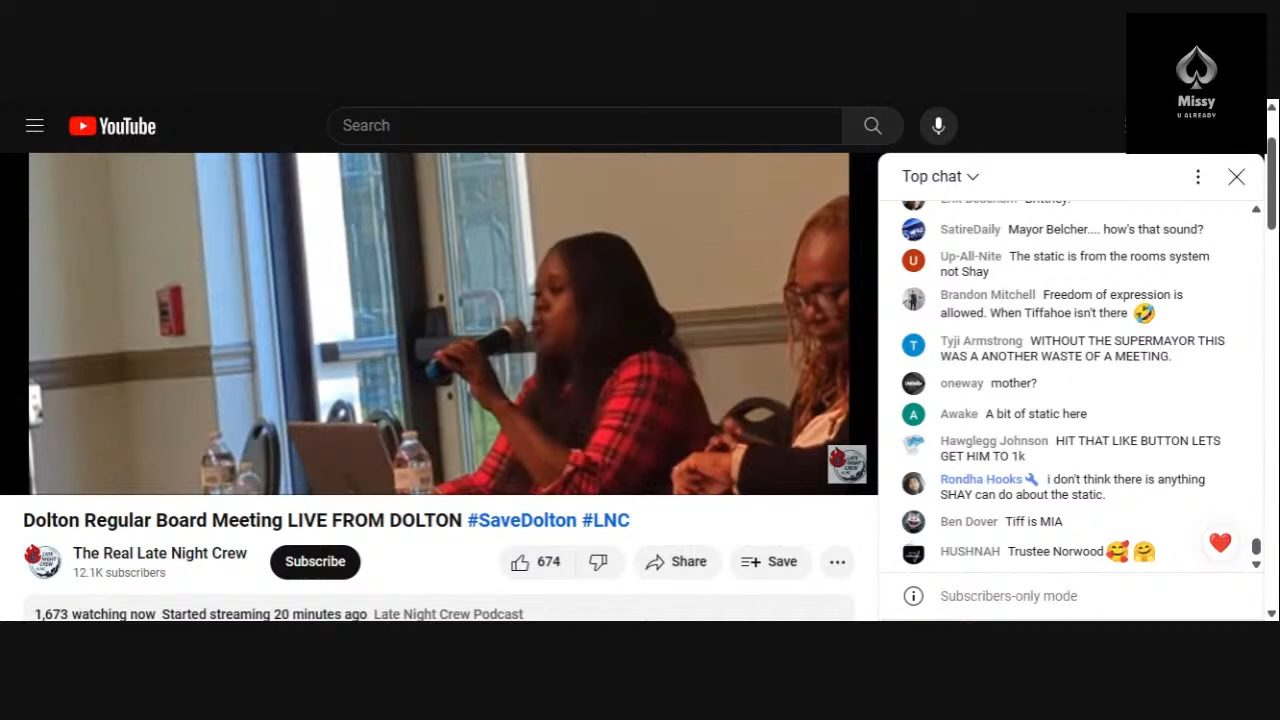 Missy
U ALREADY
YouTube
Search
Top chat
SatireDaily Mayor Belcher.... how's that sound?
Up-All-Nite The static is from the rooms system
not Shay
Brandon Mitchell Freedom of expression is
allowed. When Tiffahoe isn't there 🤣
Tyji Armstrong WITHOUT THE SUPERMAYOR THIS
WAS A ANOTHER WASTE OF A MEETING.
oneway mother?
Awake A bit of static here
Hawglegg Johnson HIT THAT LIKE BUTTON LETS
GET HIM TO 1k
Rondha Hooks i don't think there is anything
SHAY can do about the static.
Ben Dover Tiff is MIA
HUSHNAH Trustee Norwood 🥰 🤗
Subscribers-only mode
LATE NIGHT CREW
Dolton Regular Board Meeting LIVE FROM DOLTON #SaveDolton #LNC
The Real Late Night Crew
12.1K subscribers
Subscribe
674
Share
Save
1,673 watching now Started streaming 20 minutes ago Late Night Crew Podcast